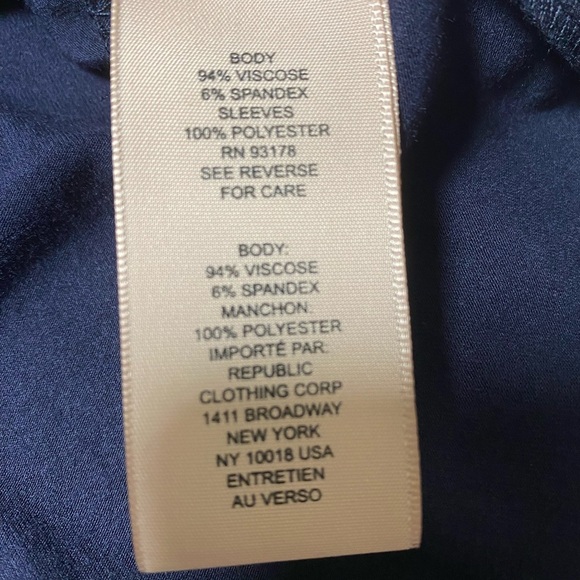 BODY
94% VISCOSE
6% SPANDEX
SLEEVES
100% POLYESTER
RN 93178
SEE REVERSE
FOR CARE
BODY:
94% VISCOSE
6% SPANDEX
MANCHON.
100% POLYESTER
IMPORTÉ PAR.
REPUBLIC
CLOTHING CORP
1411 BROADWAY
NEW YORK
NY 10018 USA
ENTRETIEN
AU VERSO